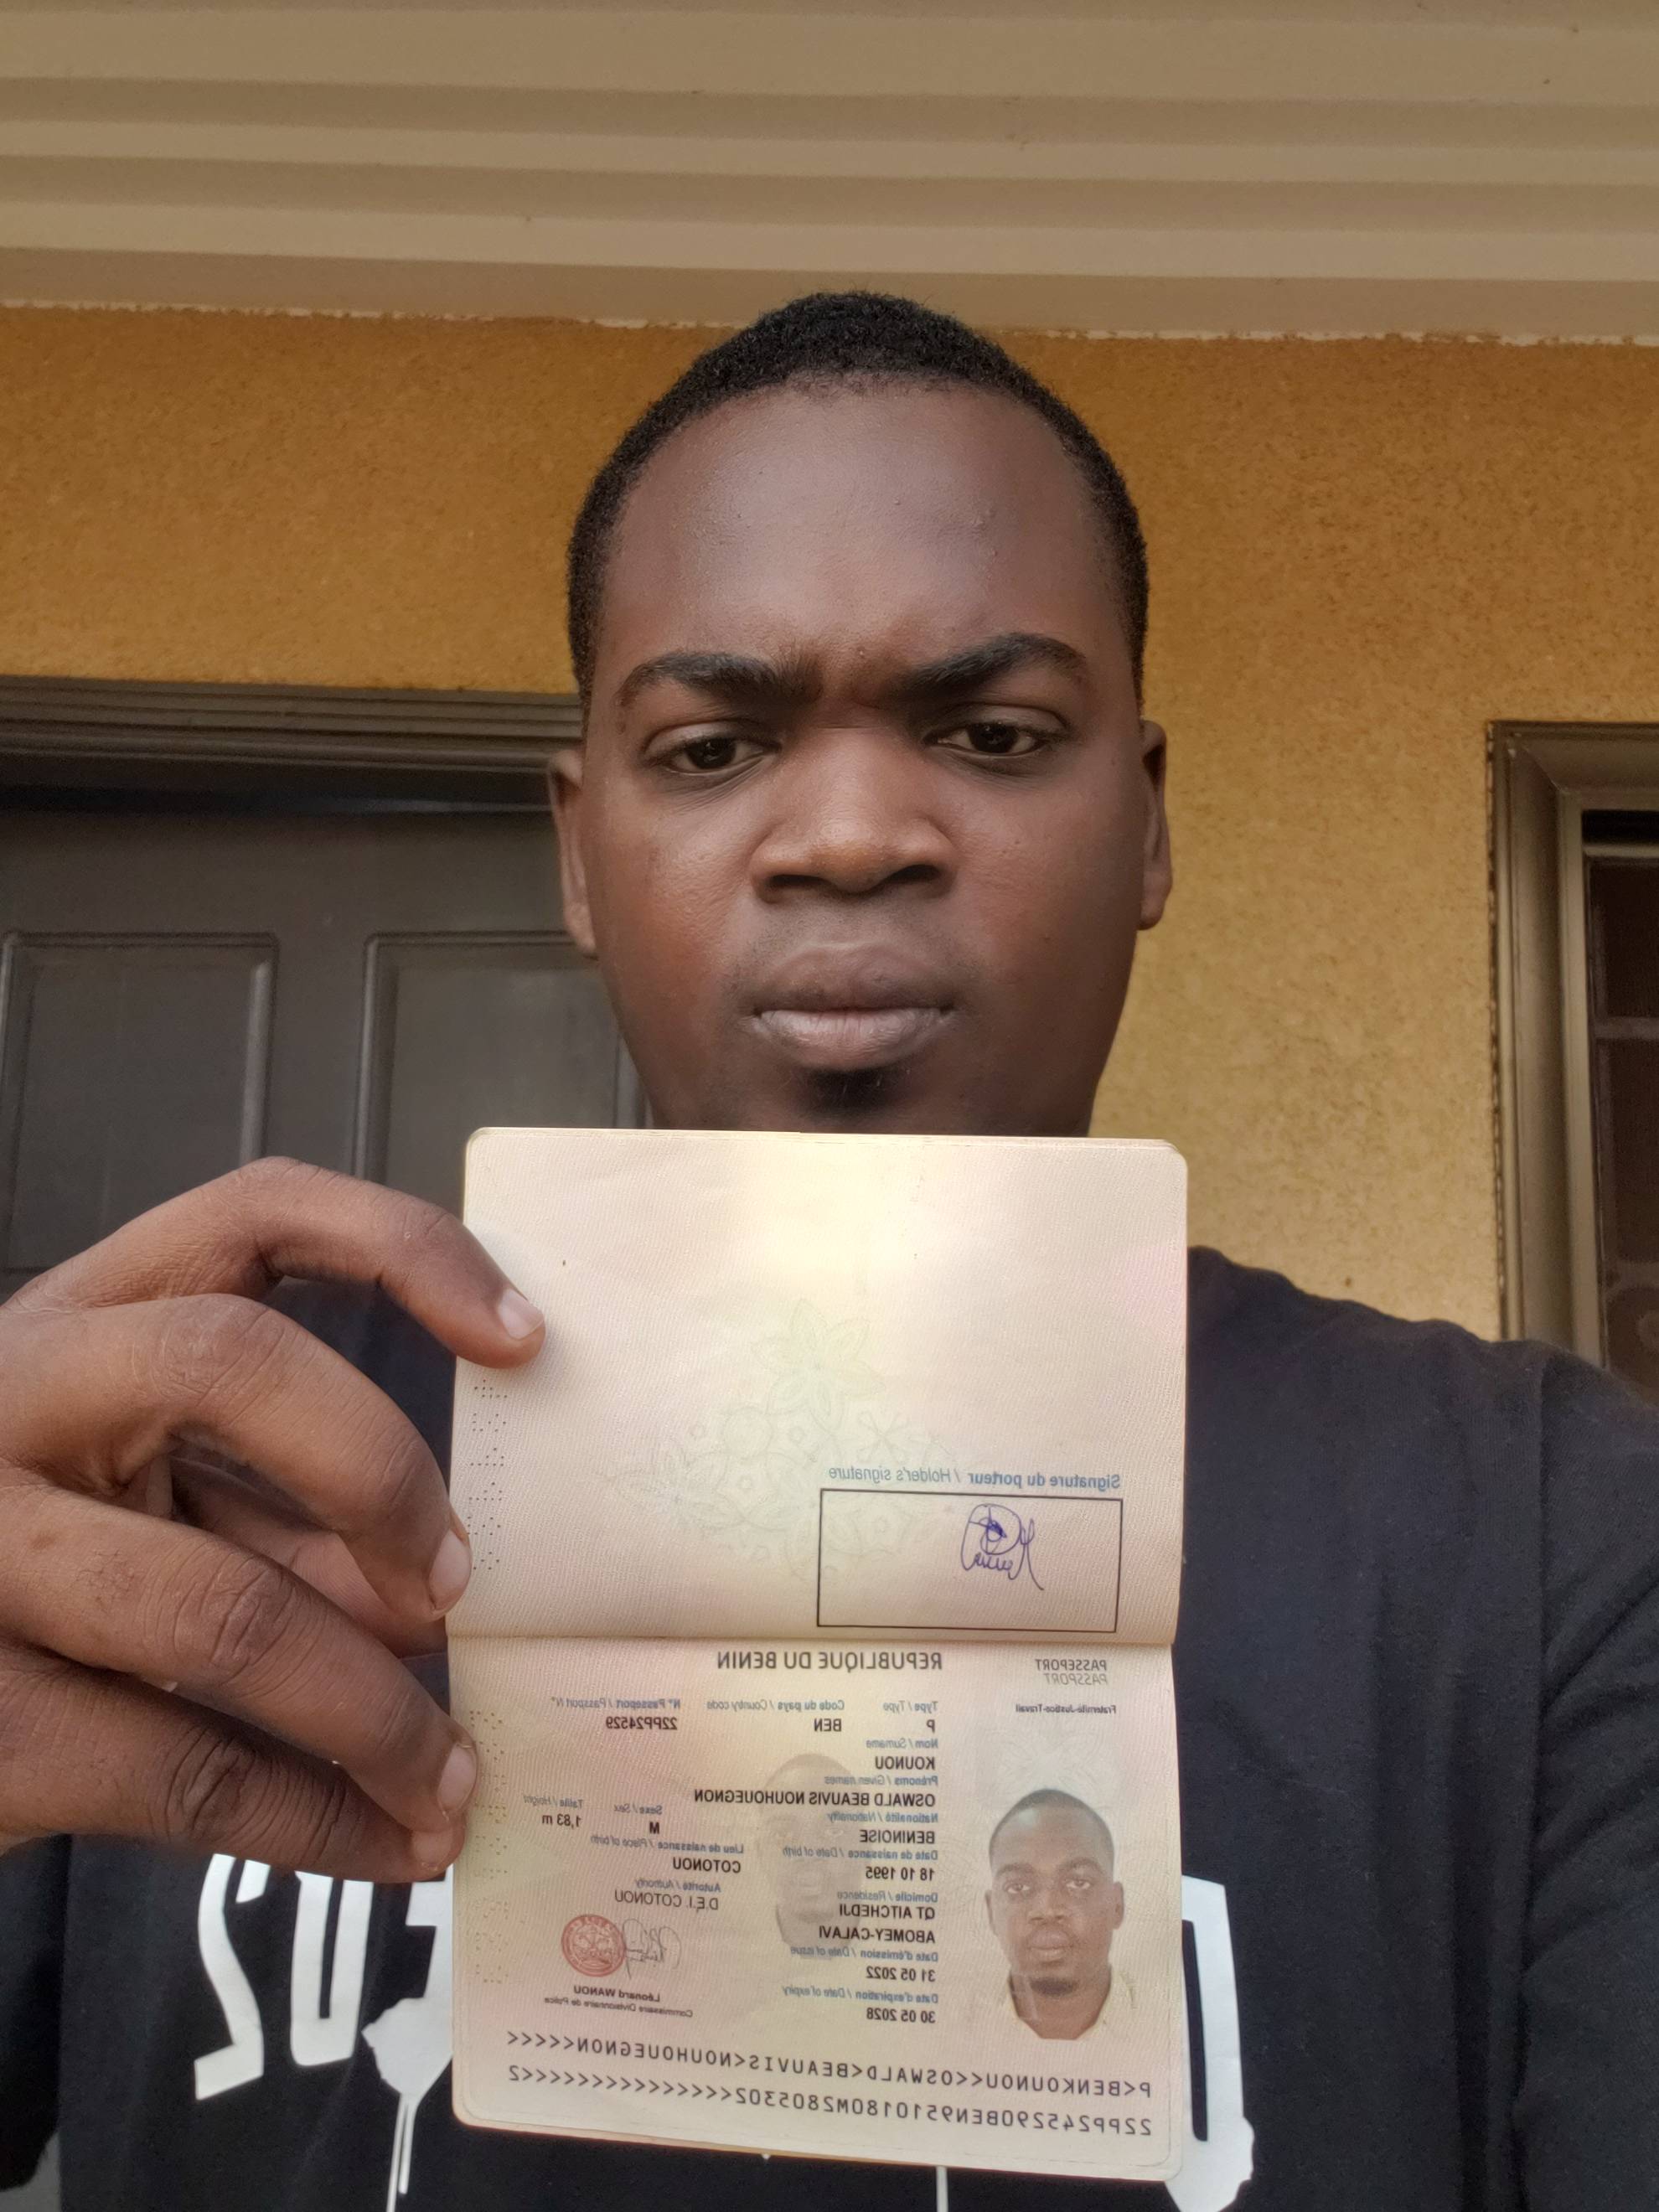 Signature du porteur / Holder's signature
PASSEPORT
PASSPORT
REPUBLIQUE DU BENIN
Fraternité-Justice-Travail
Type / Type
Code du pays / Country code
N° Passeport / Passport N°
P
BEN
22PP24529
Nom / Surname
KOUNOU
Prénoms / Given names
OSWALD BEAUVIS NOUHOUEGNON
Nationalité / Nationality
Sexe / Sex
Taille / Height
BENINOISE
M
1,83 m
Date de naissance / Date of birth
Lieu de naissance / Place of birth
18 10 1995
COTONOU
Domicile / Residence
Autorité / Authority
QT AITCHEDJI
D.E.I. COTONOU
ABOMEY-CALAVI
Date d'émission / Date of issue
31 05 2022
Date d'expiration / Date of expiry
Léonard WANOU
30 05 2028
Commissaire Divisionnaire de Police
P<BENKOUNOU<<OSWALD<BEAUVIS<NOUHOUEGNON<<<<<
22PP245290BEN9510180M2805302<<<<<<<<<<<<<<<2